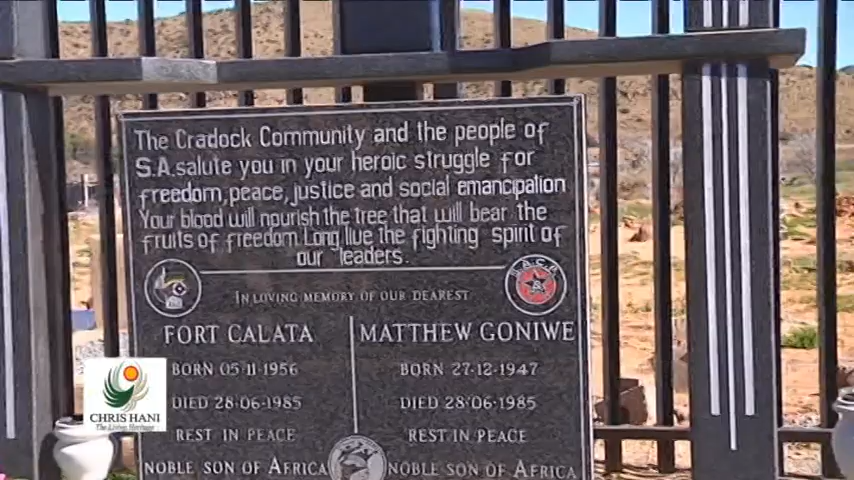 The Cradock Community and the people of
S.A. salute you in your heroic struggle for
freedom, peace, justice and social emancipation
Your blood will nourish the tree that will bear the
fruits of freedom. Long live the fighting spirit of
our leaders.
S.A.C.P
IN LOVING MEMORY OF OUR DEAREST
FORT CALATA
BORN 05-11-1956
DIED 28-06-1985
REST IN PEACE
NOBLE SON OF AFRICA
MATTHEW GONIWE
BORN 27-12-1947
DIED 28-06-1985
REST IN PEACE
NOBLE SON OF AFRICA
CHRIS HANI
The Living Heritage